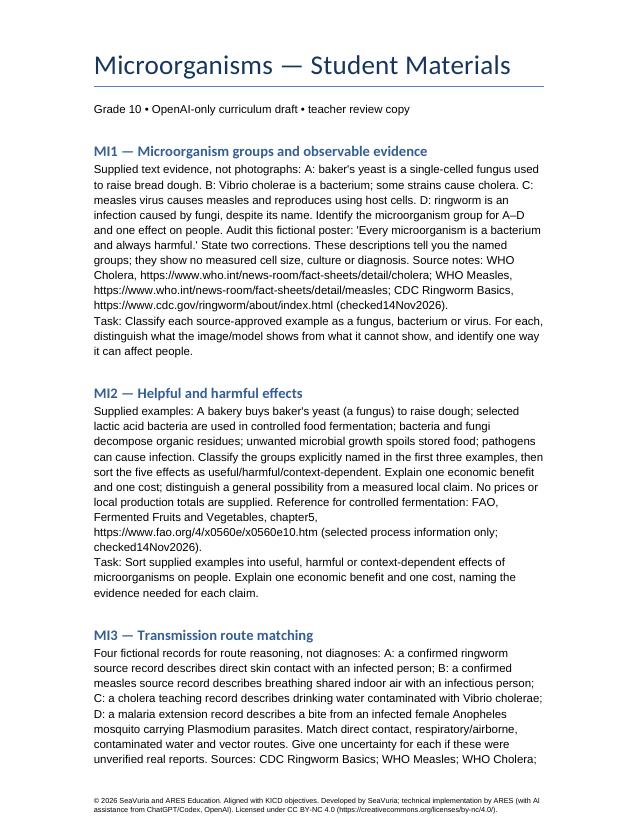 Microorganisms — Student Materials
Grade 10 • OpenAI-only curriculum draft • teacher review copy
MI1 — Microorganism groups and observable evidence
Supplied text evidence, not photographs: A: baker's yeast is a single-celled fungus used
to raise bread dough. B: Vibrio cholerae is a bacterium; some strains cause cholera. C:
measles virus causes measles and reproduces using host cells. D: ringworm is an
infection caused by fungi, despite its name. Identify the microorganism group for A–D
and one effect on people. Audit this fictional poster: 'Every microorganism is a bacterium
and always harmful.' State two corrections. These descriptions tell you the named
groups; they show no measured cell size, culture or diagnosis. Source notes: WHO
Cholera, https://www.who.int/news-room/fact-sheets/detail/cholera; WHO Measles,
https://www.who.int/news-room/fact-sheets/detail/measles; CDC Ringworm Basics,
https://www.cdc.gov/ringworm/about/index.html (checked14Nov2026).
Task: Classify each source-approved example as a fungus, bacterium or virus. For each,
distinguish what the image/model shows from what it cannot show, and identify one way
it can affect people.
MI2 — Helpful and harmful effects
Supplied examples: A bakery buys baker's yeast (a fungus) to raise dough; selected
lactic acid bacteria are used in controlled food fermentation; bacteria and fungi
decompose organic residues; unwanted microbial growth spoils stored food; pathogens
can cause infection. Classify the groups explicitly named in the first three examples, then
sort the five effects as useful/harmful/context-dependent. Explain one economic benefit
and one cost; distinguish a general possibility from a measured local claim. No prices or
local production totals are supplied. Reference for controlled fermentation: FAO,
Fermented Fruits and Vegetables, chapter5,
https://www.fao.org/4/x0560e/x0560e10.htm (selected process information only;
checked14Nov2026).
Task: Sort supplied examples into useful, harmful or context-dependent effects of
microorganisms on people. Explain one economic benefit and one cost, naming the
evidence needed for each claim.
MI3 — Transmission route matching
Four fictional records for route reasoning, not diagnoses: A: a confirmed ringworm
source record describes direct skin contact with an infected person; B: a confirmed
measles source record describes breathing shared indoor air with an infectious person;
C: a cholera teaching record describes drinking water contaminated with Vibrio cholerae;
D: a malaria extension record describes a bite from an infected female Anopheles
mosquito carrying Plasmodium parasites. Match direct contact, respiratory/airborne,
contaminated water and vector routes. Give one uncertainty for each if these were
unverified real reports. Sources: CDC Ringworm Basics; WHO Measles; WHO Cholera;
© 2026 SeaVuria and ARES Education. Aligned with KICD objectives. Developed by SeaVuria; technical implementation by ARES (with AI
assistance from ChatGPT/Codex, OpenAI). Licensed under CC BY-NC 4.0 (https://creativecommons.org/licenses/by-nc/4.0/).